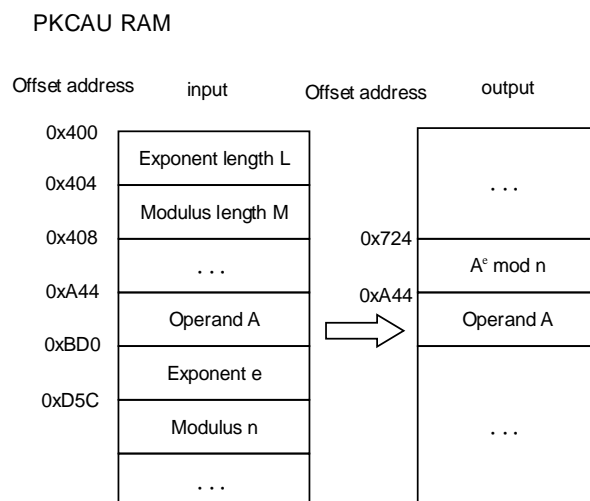 PKCAU RAM
Offset address
input
Offset address
output
0x400
Exponent length L
0x404
Modulus length M
0x408
. . .
0xA44
Operand A
0xBD0
Exponent e
0xD5C
Modulus n
. . .
. . .
0x724
Aᵉ mod n
0xA44
Operand A
. . .